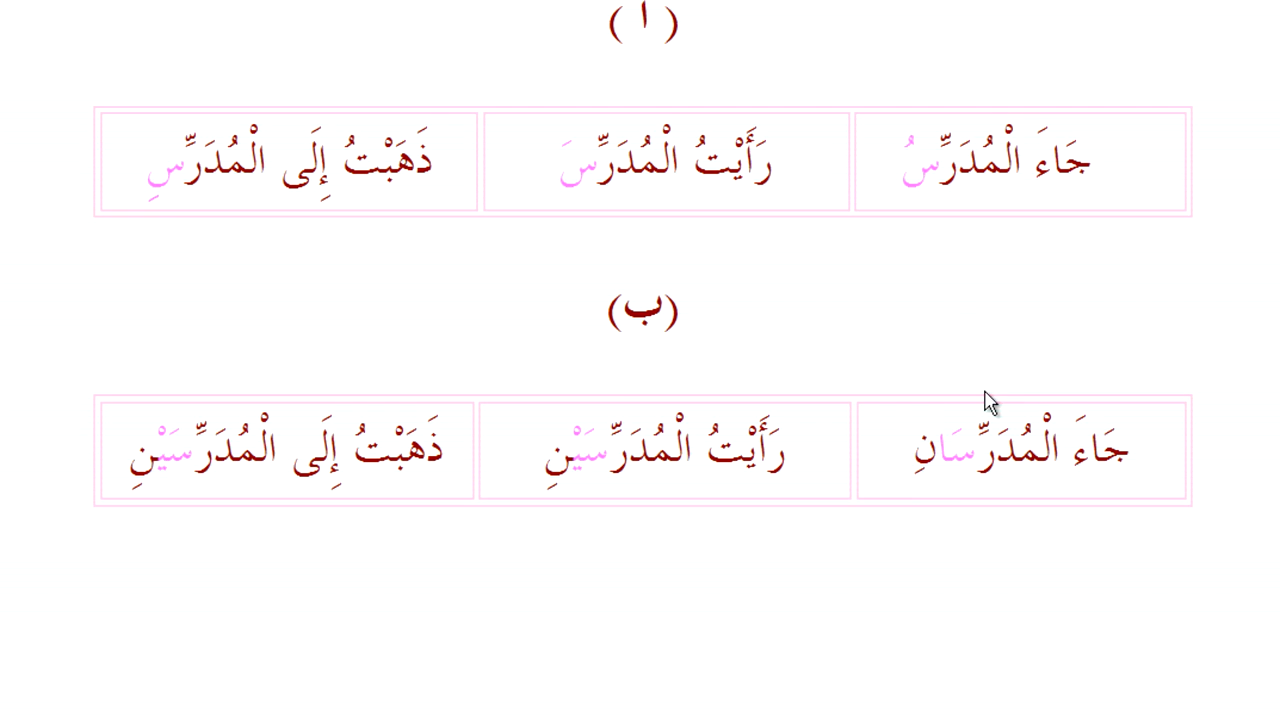 ( أ )
جَاءَ الْمُدَرِّسُ رَأَيْتُ الْمُدَرِّسَ ذَهَبْتُ إِلَى الْمُدَرِّسِ
(ب)
جَاءَ الْمُدَرِّسَانِ رَأَيْتُ الْمُدَرِّسَيْنِ ذَهَبْتُ إِلَى الْمُدَرِّسَيْنِ